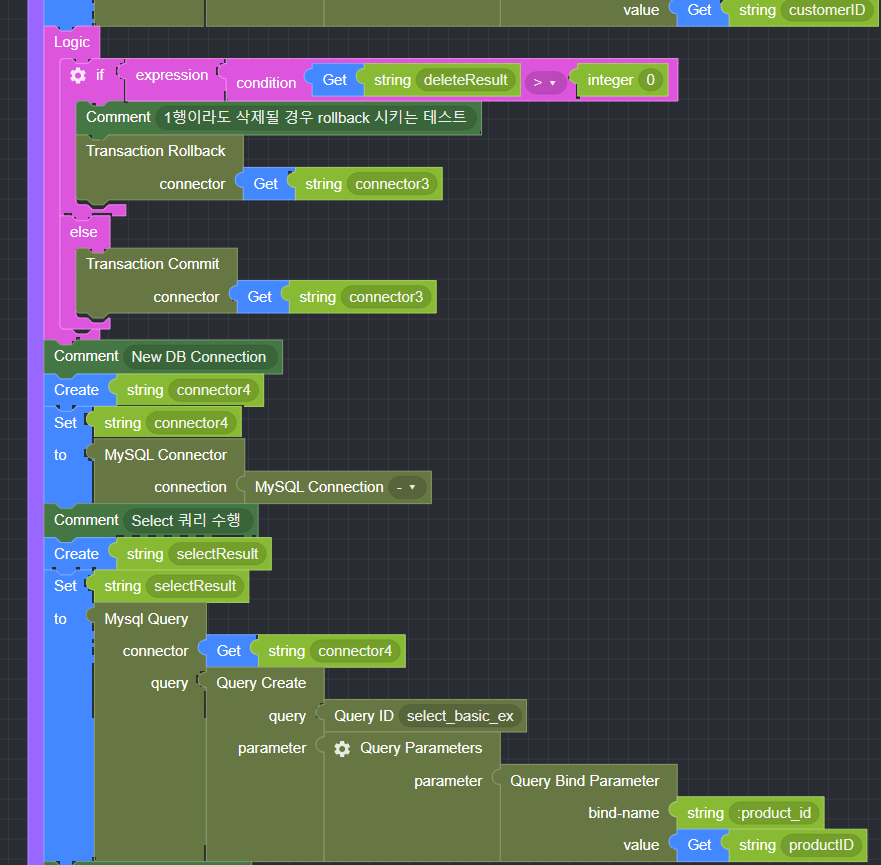 value Get string customerID
Logic
if expression condition Get string deleteResult > ▾ integer 0
Comment 1행이라도 삭제될 경우 rollback 시키는 테스트
Transaction Rollback
connector Get string connector3
else
Transaction Commit
connector Get string connector3
Comment New DB Connection
Create string connector4
Set string connector4
to MySQL Connector
connection MySQL Connection - ▾
Comment Select 쿼리 수행
Create string selectResult
Set string selectResult
to Mysql Query
connector Get string connector4
query Query Create
query Query ID select_basic_ex
parameter Query Parameters
parameter Query Bind Parameter
bind-name string :product_id
value Get string productID